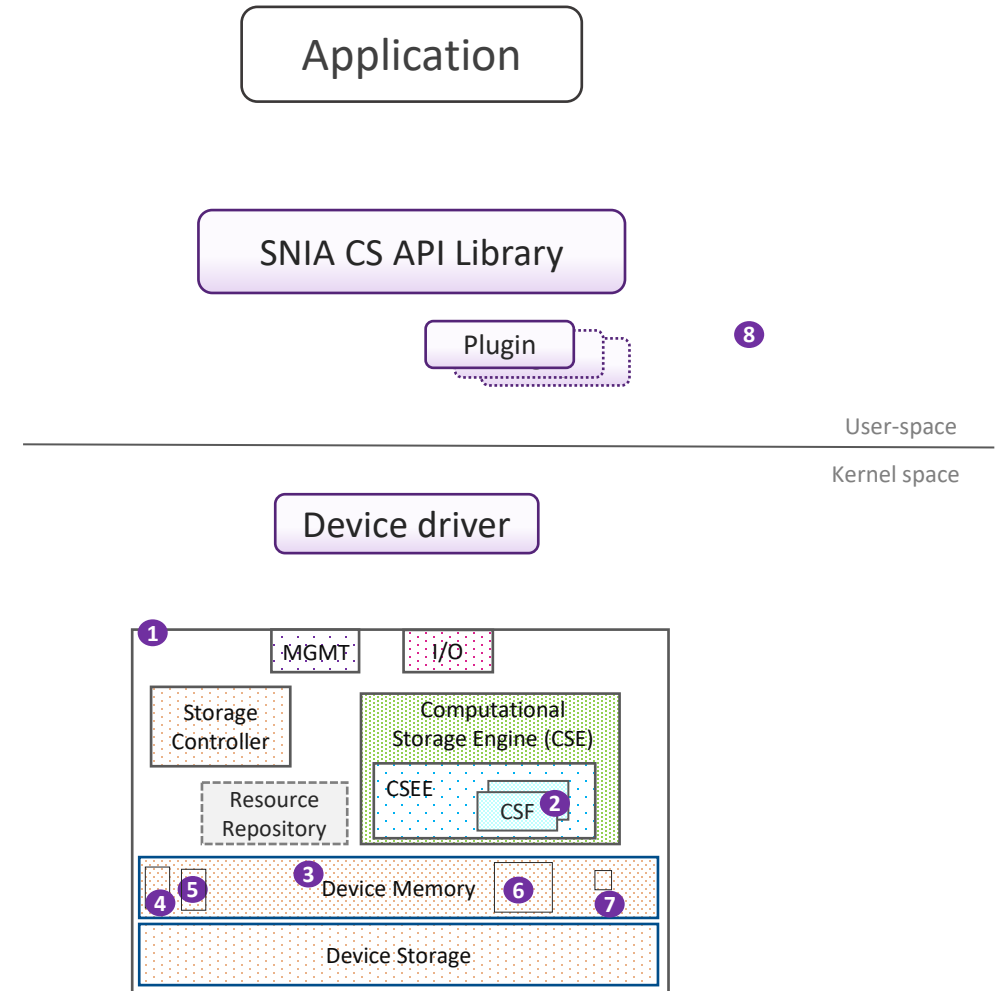 Application
SNIA CS API Library
Plugin
8
User-space
Kernel space
Device driver
1
MGMT
I/O
Storage
Controller
Computational
Storage Engine (CSE)
CSEE
CSF
2
Resource
Repository
3
Device Memory
4
5
6
7
Device Storage